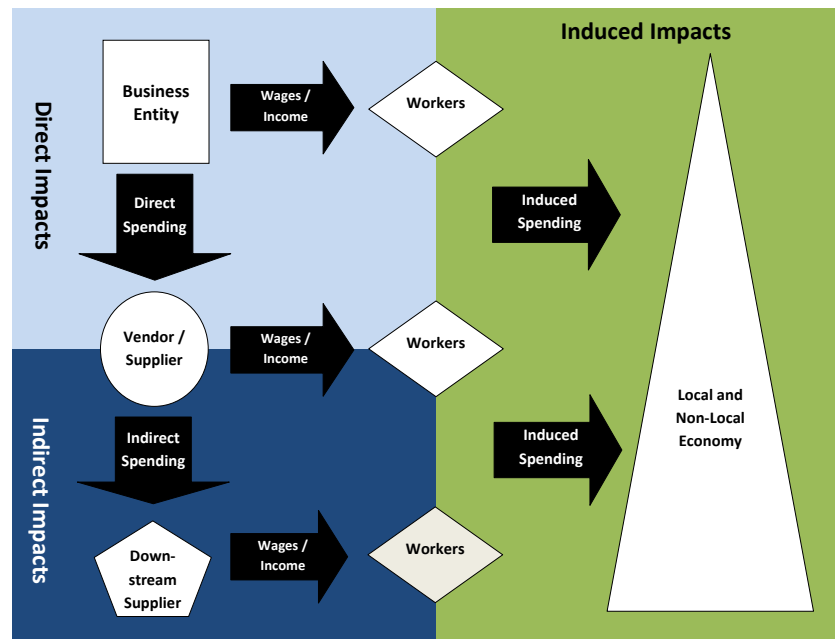 Induced Impacts
Direct Impacts
Business
Entity
Wages /
Income
Workers
Direct
Spending
Induced
Spending
Vendor /
Supplier
Wages /
Income
Workers
Local and
Non-Local
Economy
Indirect Impacts
Indirect
Spending
Induced
Spending
Down-
stream
Supplier
Wages /
Income
Workers